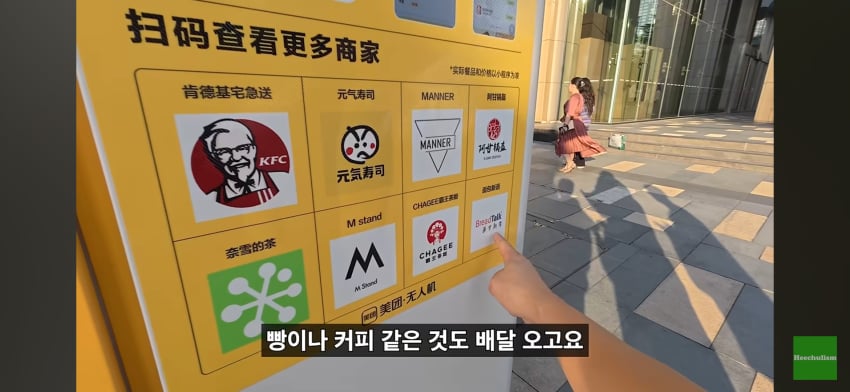 扫码查看更多商家
*实际餐品和价格以小程序为准
肯德基宅急送
元气寿司
MANNER
阿甘锅盔
KFC
元気寿司
MANNER
阿甘锅盔
奈雪的茶
M stand
CHAGEE霸王茶姬
面包新语
M Stand
CHAGEE
霸王茶姬
BreadTalk
美团
美团·无人机
빵이나 커피 같은 것도 배달 오고요
Heechulism